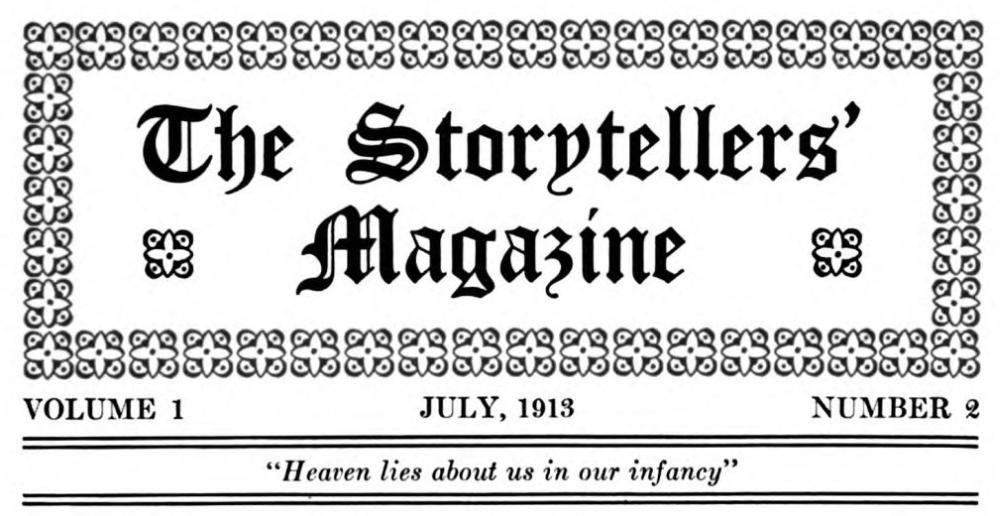 The Storytellers'
Magazine
VOLUME 1 JULY, 1913 NUMBER 2
"Heaven lies about us in our infancy"